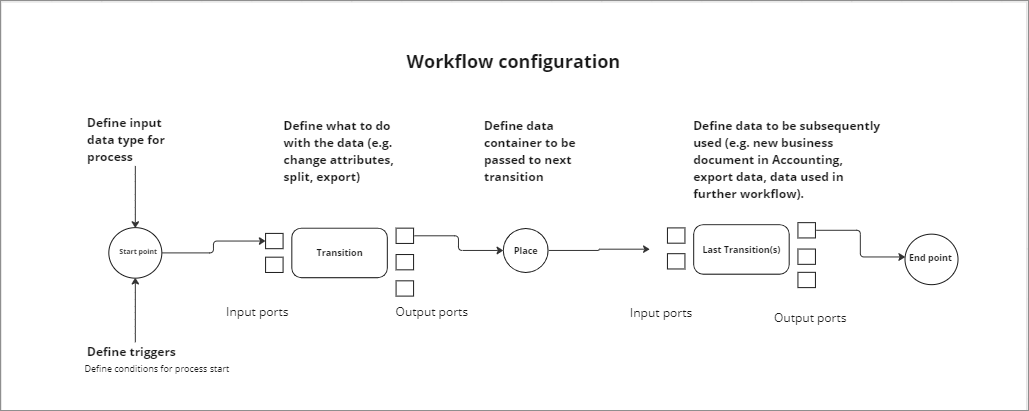 Workflow configuration
Define input
data type for
process
Define what to do
with the data (e.g.
change attributes,
split, export)
Define data
container to be
passed to next
transition
Define data to be subsequently
used (e.g. new business
document in Accounting,
export data, data used in
further workflow).
Start point
Transition
Place
Last Transition(s)
End point
Input ports
Output ports
Input ports
Output ports
Define triggers
Define conditions for process start